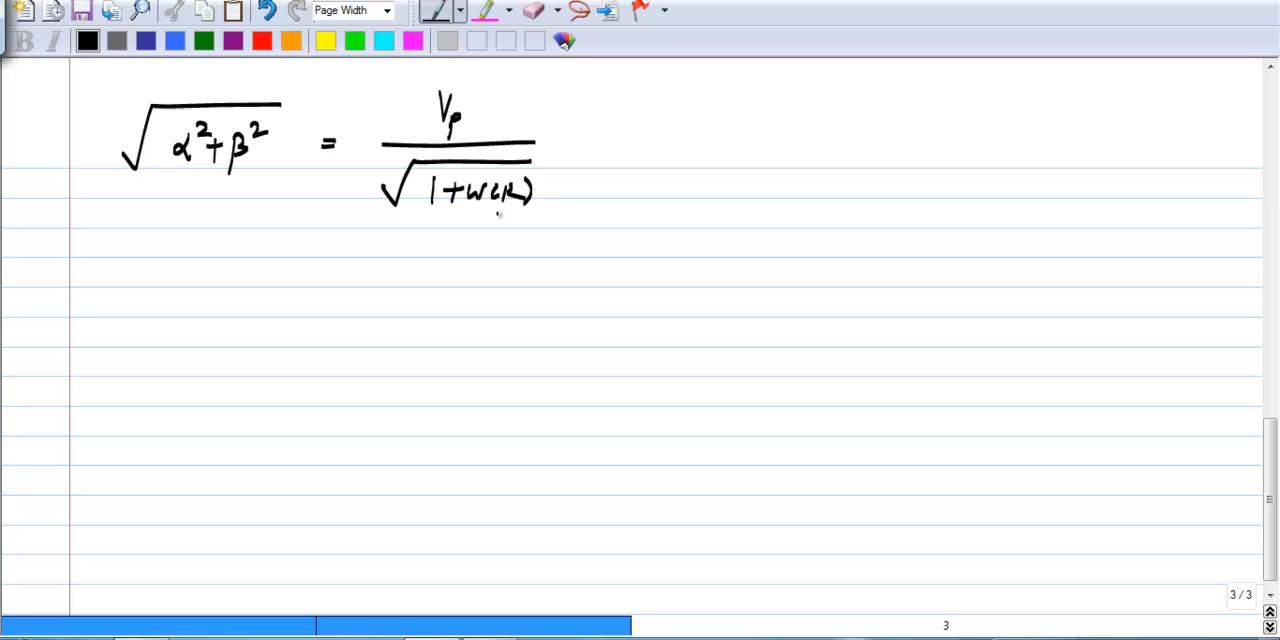 Page Width
B I
√(α²+β²) = Vp / √(1+WCR)
3 / 3
3